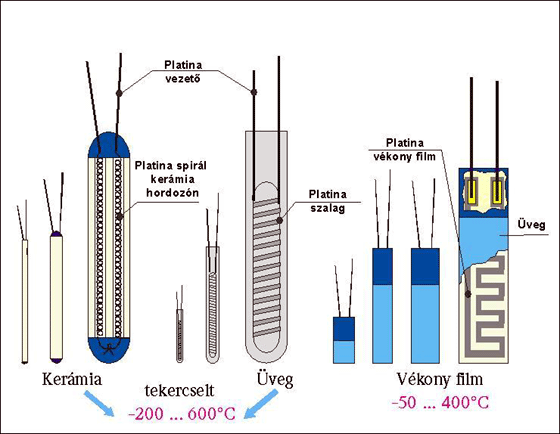 Platina
vezető
Platina spirál
kerámia
hordozón
Platina
szalag
Platina
vékony film
Üveg
Kerámia
tekercselt
Üveg
-200 ... 600°C
Vékony film
-50 ... 400°C